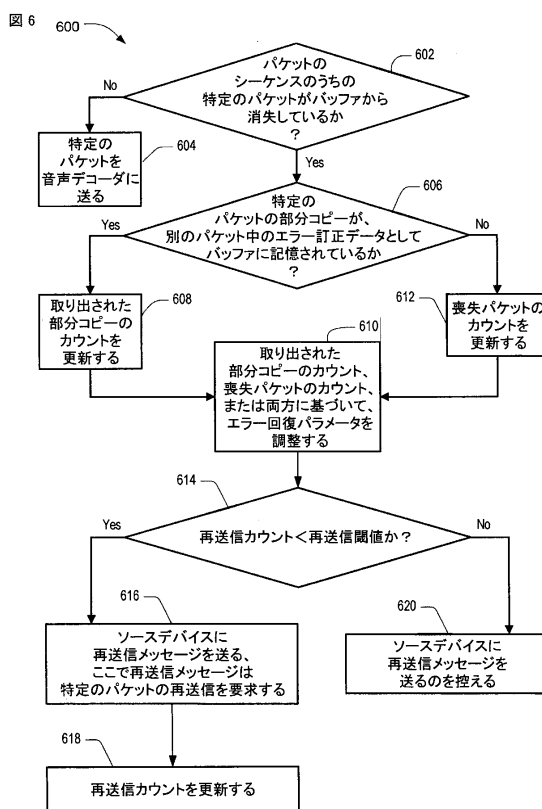 図 6
600
602
パケットの
シーケンスのうちの
特定のパケットがバッファから
消失しているか
?
No
Yes
特定の
パケットを
音声デコーダに
送る
604
606
特定の
パケットの部分コピーが、
別のパケット中のエラー訂正データとして
バッファに記憶されているか
?
Yes
No
取り出された
部分コピーの
カウントを
更新する
608
612
喪失パケットの
カウントを
更新する
610
取り出された
部分コピーのカウント、
喪失パケットのカウント、
または両方に基づいて、
エラー回復パラメータを
調整する
614
再送信カウント<再送信閾値か?
Yes
No
616
ソースデバイスに
再送信メッセージを送る、
ここで再送信メッセージは
特定のパケットの再送信を要求する
620
ソースデバイスに
再送信メッセージを
送るのを控える
618
再送信カウントを更新する